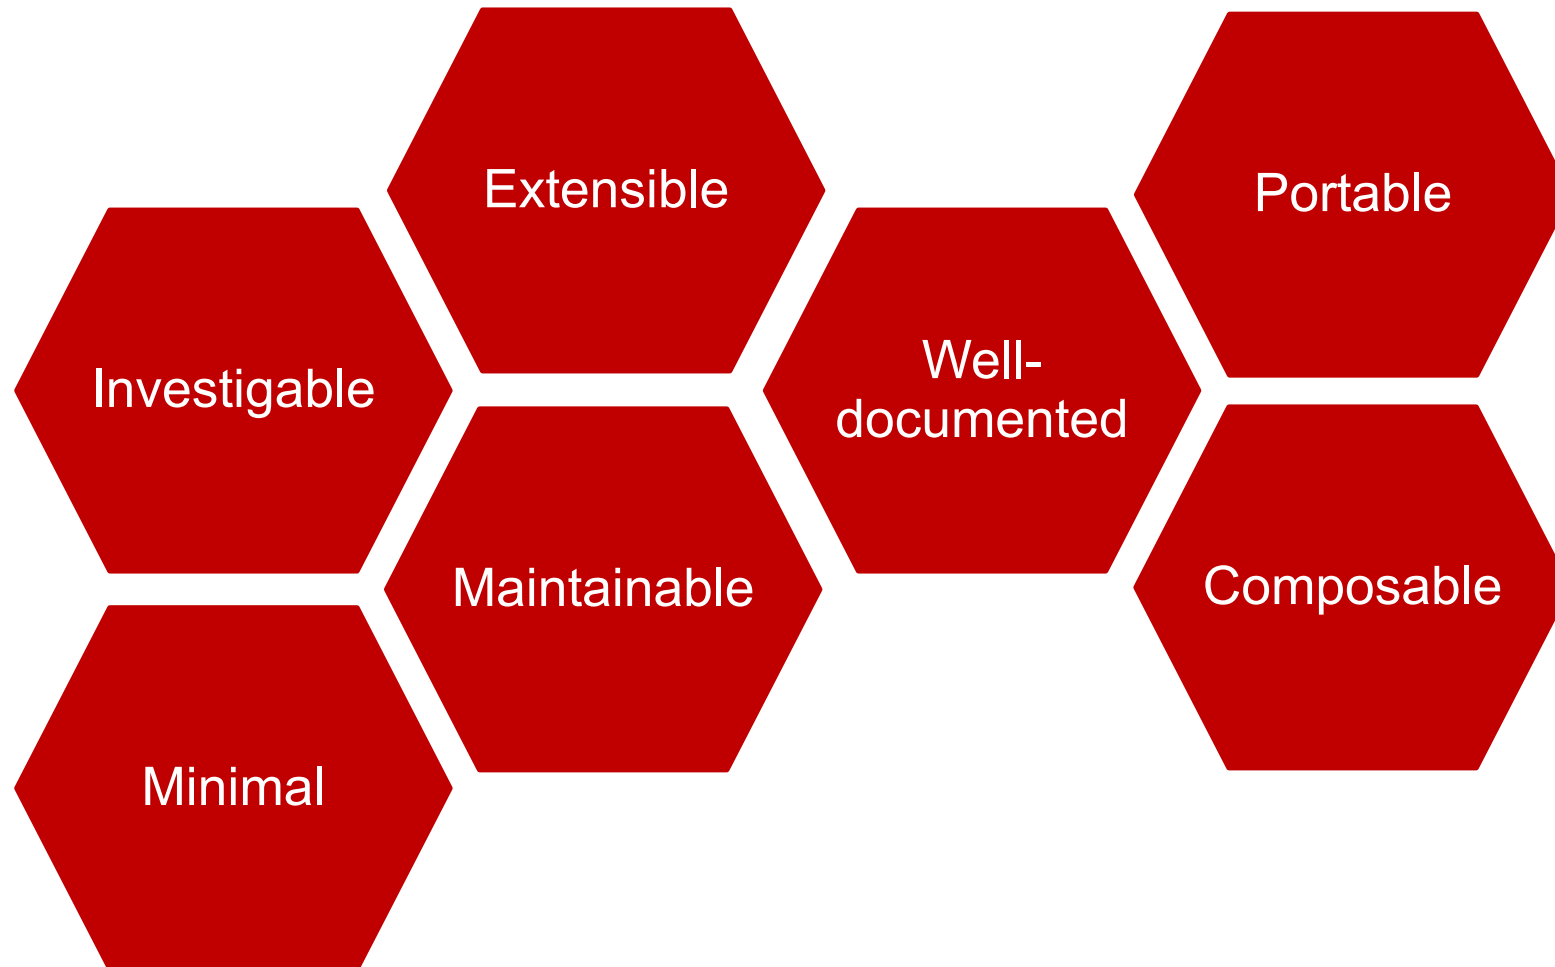 Extensible
Portable
Investigable
Well-
documented
Maintainable
Composable
Minimal